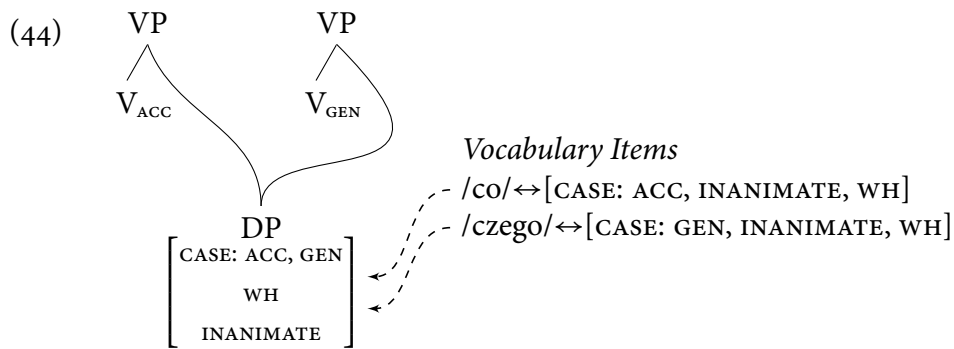 (44) VP VP
V_ACC V_GEN
Vocabulary Items
/co/↔[CASE: ACC, INANIMATE, WH]
/czego/↔[CASE: GEN, INANIMATE, WH]
DP
CASE: ACC, GEN
WH
INANIMATE